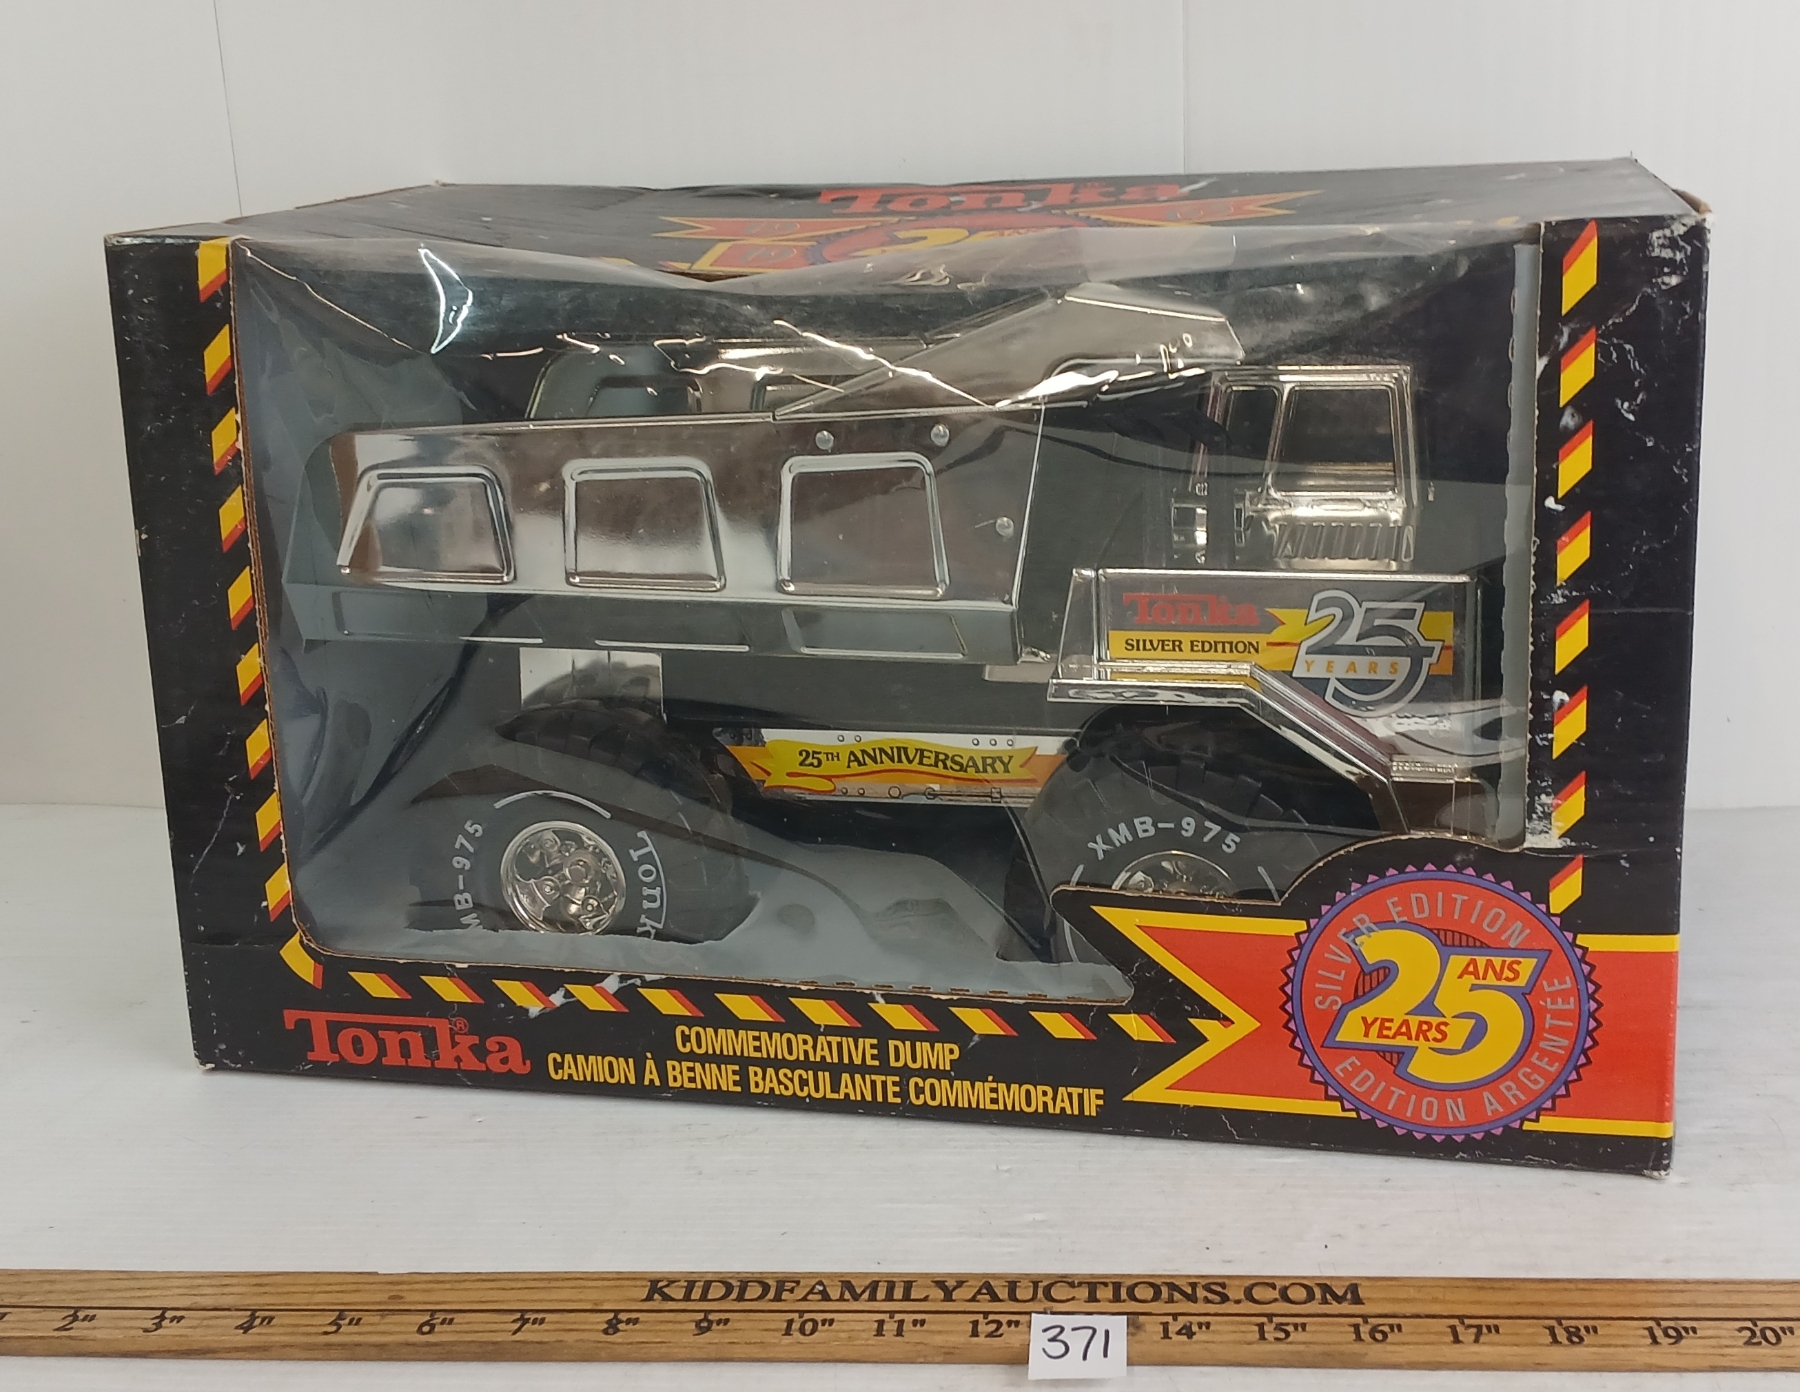 Tonka
Tonka
SILVER EDITION
25
YEARS
25TH ANNIVERSARY
XMB-975
MB-975
Tonka
SILVER EDITION
25
ANS
YEARS
EDITION ARGENTÉE
Tonka®
COMMEMORATIVE DUMP
CAMION À BENNE BASCULANTE COMMÉMORATIF
KIDDFAMILYAUCTIONS.COM
2" 3" 4" 5" 6" 7" 8" 9" 10" 11" 12" 14" 15" 16" 17" 18" 19" 20"
371